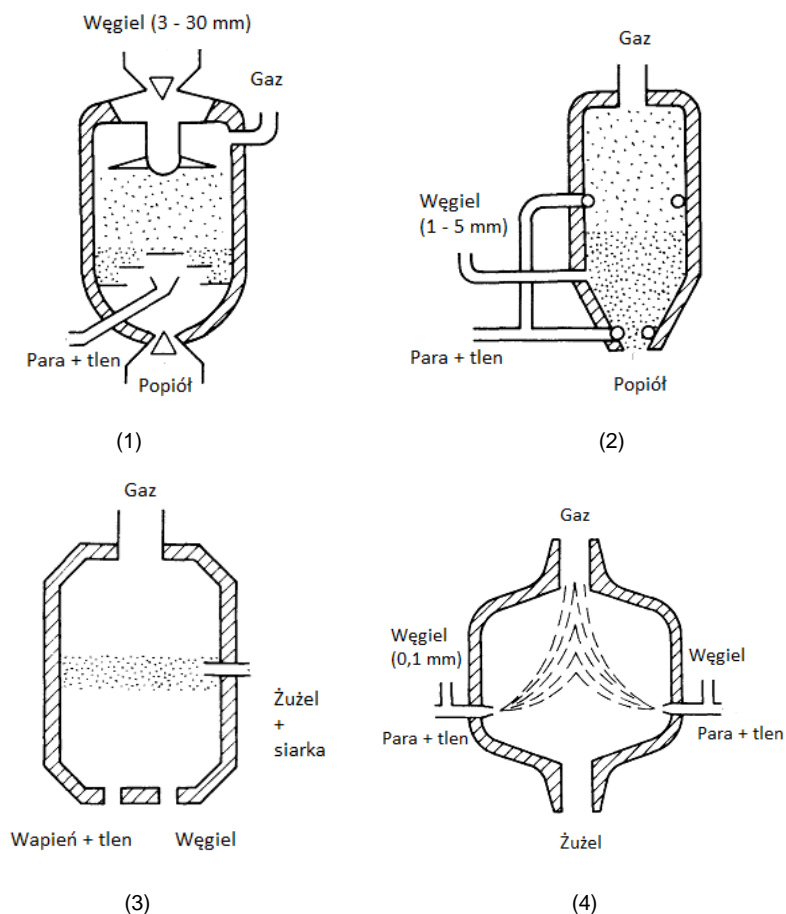 Węgiel (3 - 30 mm)
Gaz
Para + tlen
Popiół
(1)
Gaz
Węgiel
(1 - 5 mm)
Para + tlen
Popiół
(2)
Gaz
Żużel
+
siarka
Wapień + tlen
Węgiel
(3)
Gaz
Węgiel
(0,1 mm)
Węgiel
Para + tlen
Para + tlen
Żużel
(4)